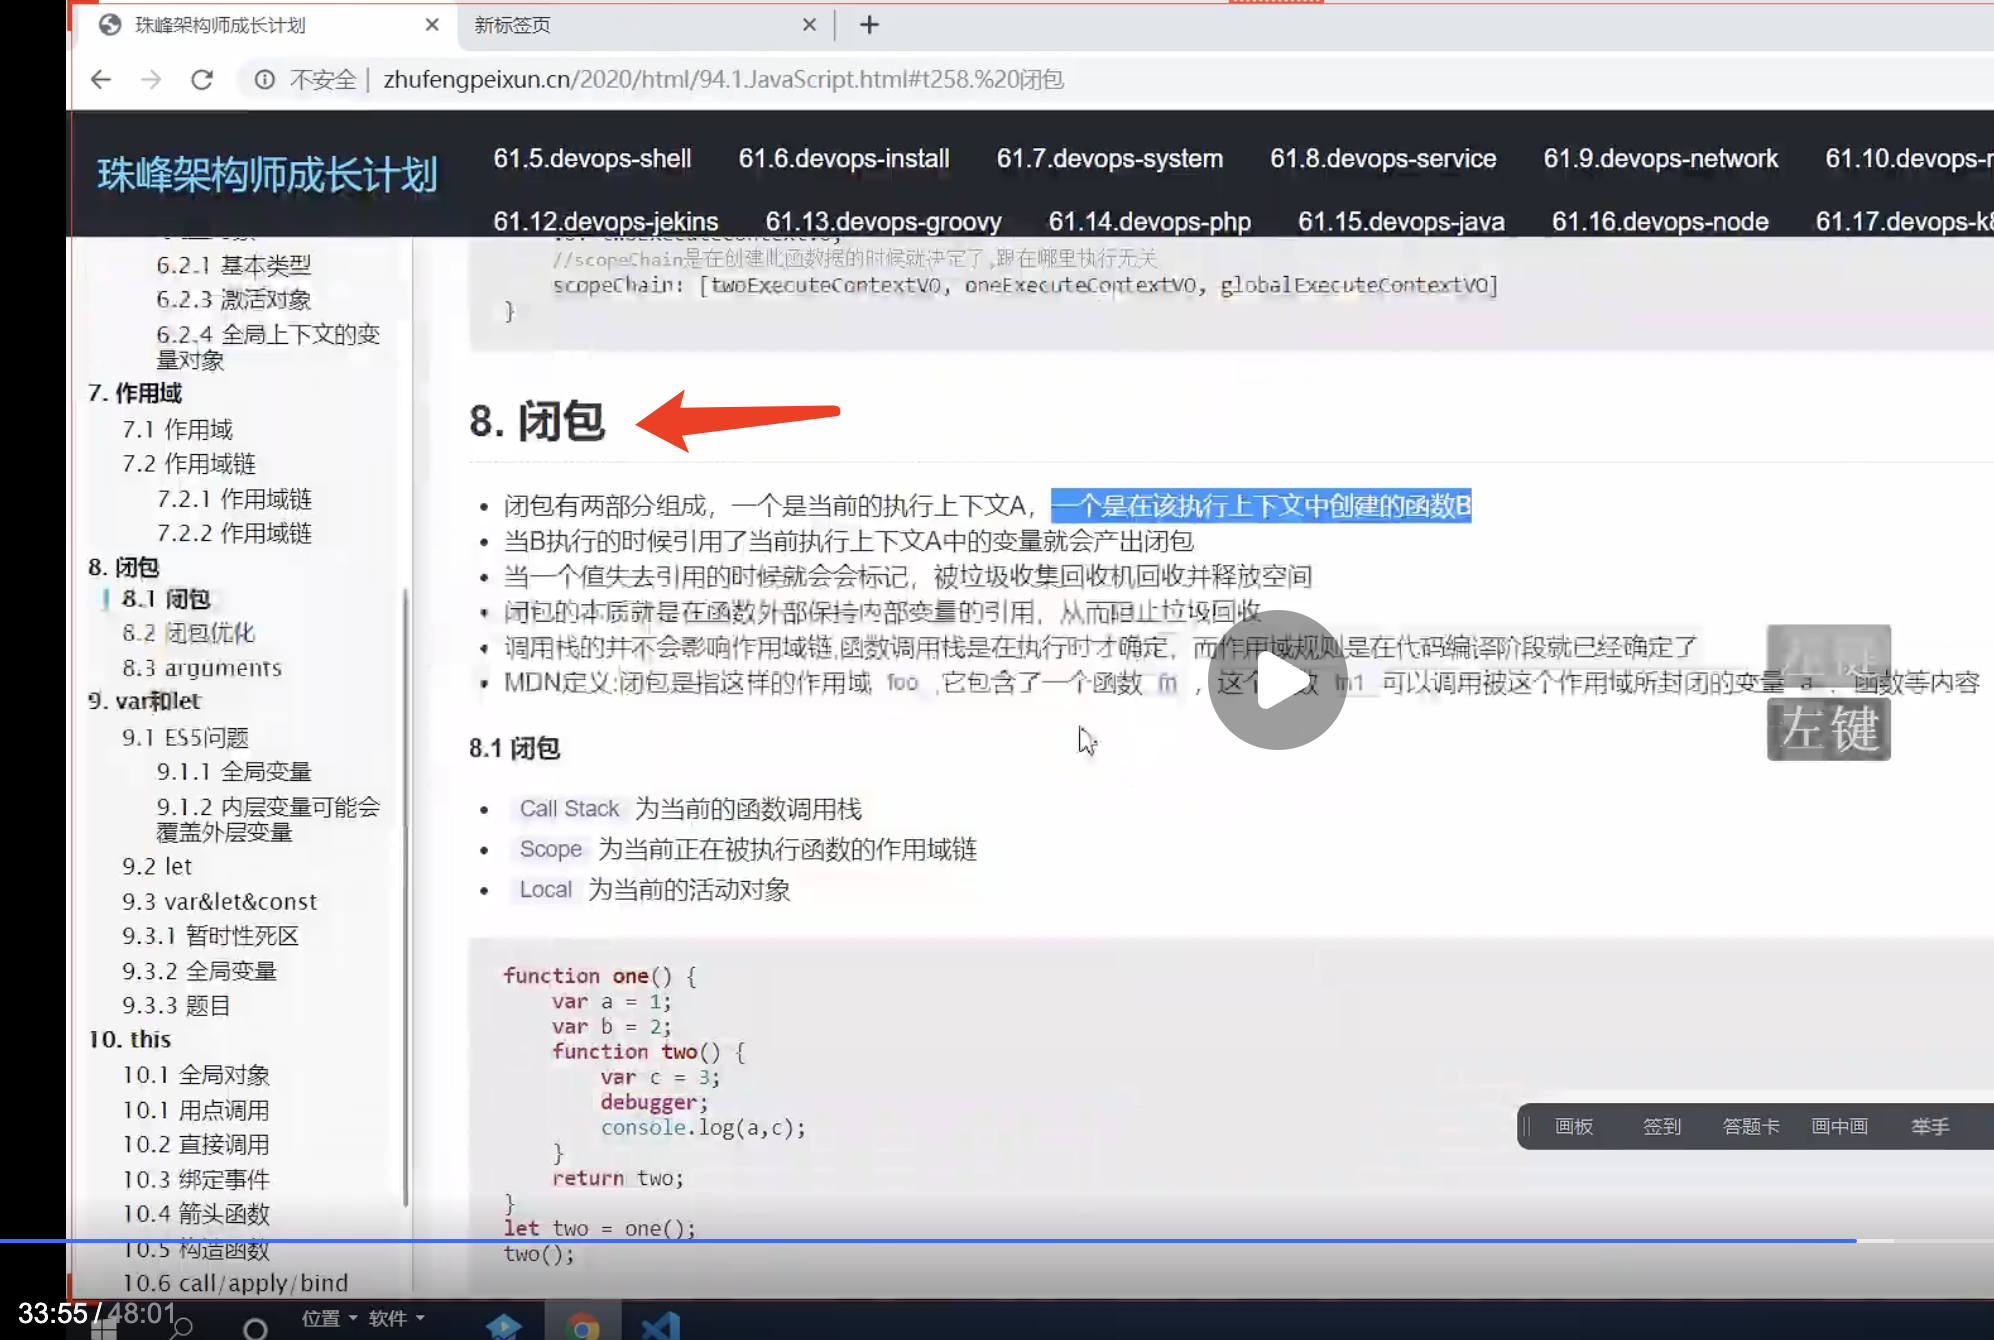 珠峰架构师成长计划
新标签页
不安全 | zhufengpeixun.cn/2020/html/94.1.JavaScript.html#t258.%20闭包
珠峰架构师成长计划
61.5.devops-shell 61.6.devops-install 61.7.devops-system 61.8.devops-service 61.9.devops-network 61.10.devops-
61.12.devops-jekins 61.13.devops-groovy 61.14.devops-php 61.15.devops-java 61.16.devops-node 61.17.devops-k8
6.2.1 基本类型
6.2.3 激活对象
6.2.4 全局上下文的变
量对象
7. 作用域
7.1 作用域
7.2 作用域链
7.2.1 作用域链
7.2.2 作用域链
8. 闭包
8.1 闭包
8.2 闭包优化
8.3 arguments
9. var和let
9.1 ES5问题
9.1.1 全局变量
9.1.2 内层变量可能会
覆盖外层变量
9.2 let
9.3 var&let&const
9.3.1 暂时性死区
9.3.2 全局变量
9.3.3 题目
10. this
10.1 全局对象
10.1 用点调用
10.2 直接调用
10.3 绑定事件
10.4 箭头函数
10.5 构造函数
10.6 call/apply/bind
//scopeChain是在创建此函数据的时候就决定了,跟在哪里执行无关
scopeChain: [twoExecuteContextVO, oneExecuteContextVO, globalExecuteContextVO]
}
8. 闭包
闭包有两部分组成，一个是当前的执行上下文A，一个是在该执行上下文中创建的函数B
当B执行的时候引用了当前执行上下文A中的变量就会产出闭包
当一个值失去引用的时候就会会标记，被垃圾收集回收机回收并释放空间
闭包的本质就是在函数外部保持内部变量的引用，从而阻止垃圾回收
调用栈的并不会影响作用域链,函数调用栈是在执行时才确定，而作用域规则是在代码编译阶段就已经确定了
MDN定义:闭包是指这样的作用域 foo ,它包含了一个函数 fn ，这个 数 fn1 可以调用被这个作用域所封闭的变量 a 、函数等内容
左键
左键
8.1 闭包
Call Stack 为当前的函数调用栈
Scope 为当前正在被执行函数的作用域链
Local 为当前的活动对象
function one() {
var a = 1;
var b = 2;
function two() {
var c = 3;
debugger;
console.log(a,c);
}
return two;
}
let two = one();
two();
画板 签到 答题卡 画中画 举手
33:55 / 48:01
位置 软件